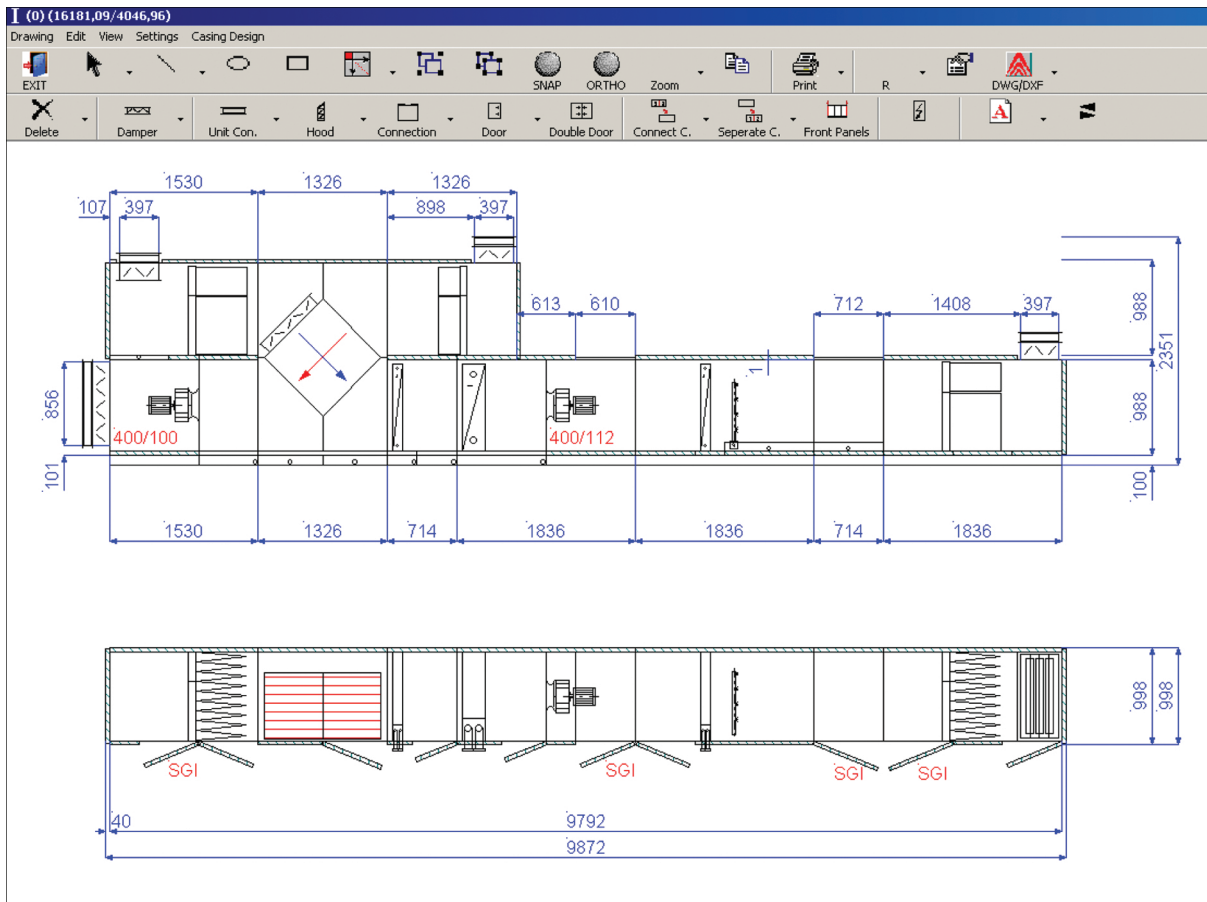 (0) (16181,09/4046,96)
Drawing Edit View Settings Casing Design
EXIT SNAP ORTHO Zoom Print R DWG/DXF
Delete Damper Unit Con. Hood Connection Door Double Door Connect C. Seperate C. Front Panels A
1530 1326 1326
107 397 898 397
613 610 712 1408 397
988
2351
856
1
988
400/100 400/112
101
100
1530 1326 714 1836 1836 714 1836
998 998
SGI SGI SGI SGI
40 9792
9872